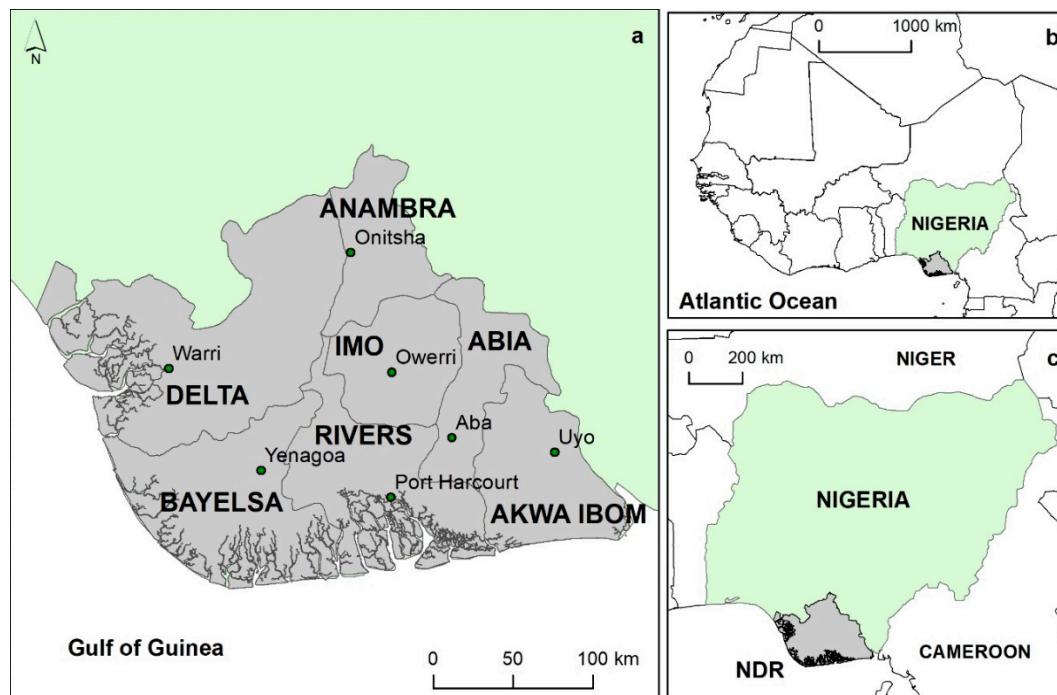 N
a
ANAMBRA
Onitsha
IMO
ABIA
Owerri
Warri
DELTA
RIVERS
Aba
Uyo
Yenagoa
Port Harcourt
BAYELSA
AKWA IBOM
Gulf of Guinea
0 50 100 km
0 1000 km
b
NIGERIA
Atlantic Ocean
0 200 km
NIGER
c
NIGERIA
NDR
CAMEROON